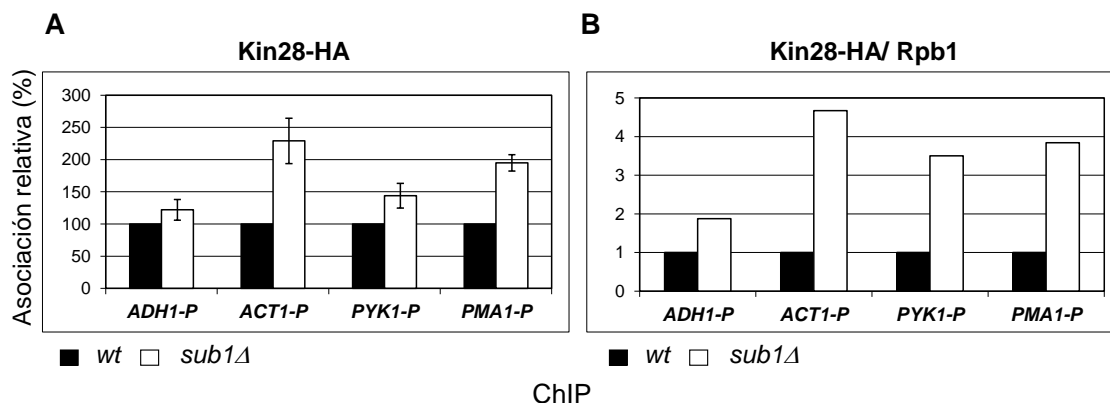 A
Kin28-HA
Asociación relativa (%)
300
250
200
150
100
50
0
ADH1-P ACT1-P PYK1-P PMA1-P
wt sub1Δ
B
Kin28-HA/ Rpb1
5
4
3
2
1
0
ADH1-P ACT1-P PYK1-P PMA1-P
wt sub1Δ
ChIP